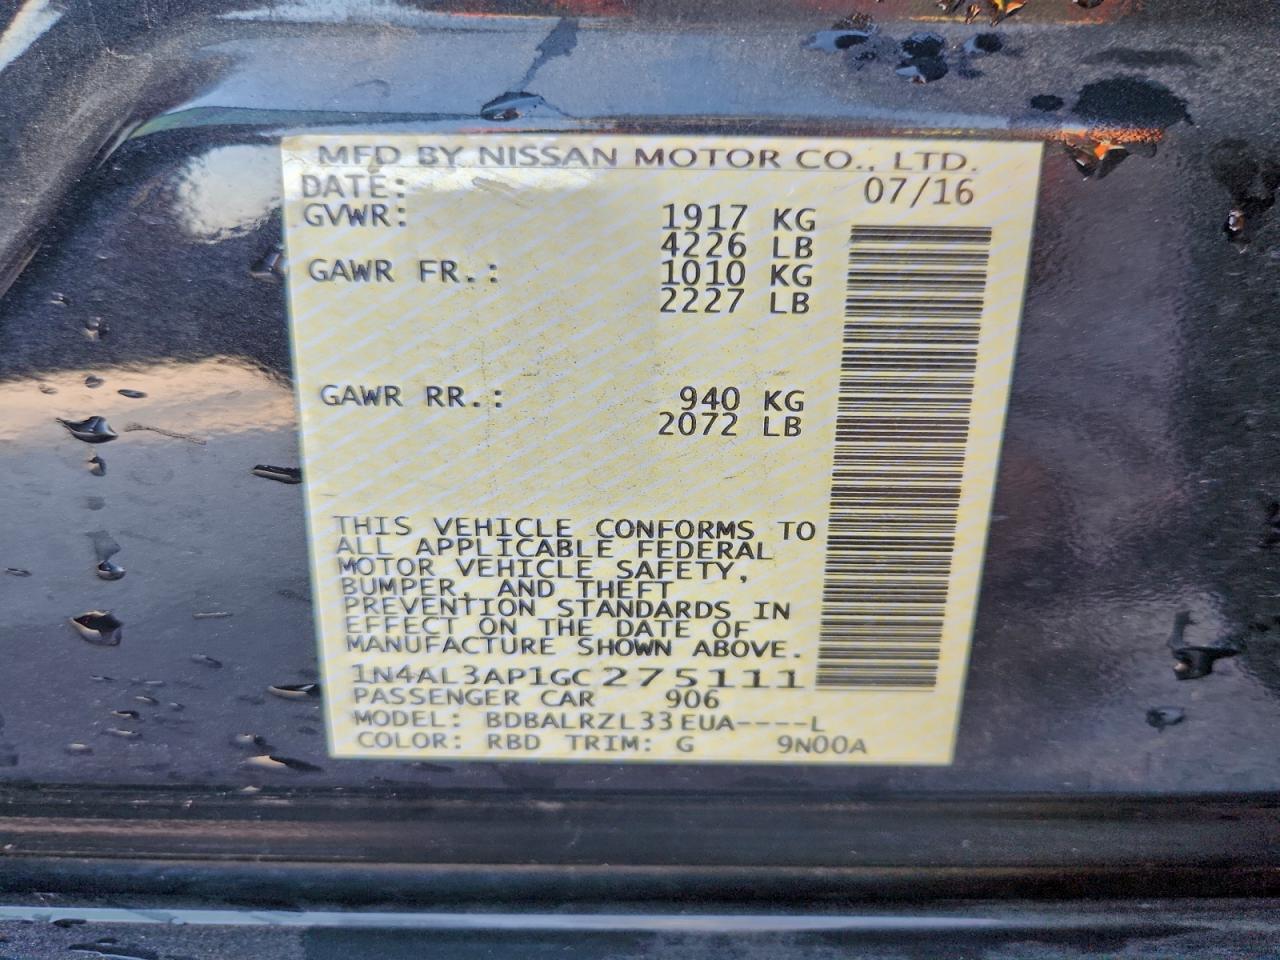 MFD BY NISSAN MOTOR CO., LTD.
DATE: 07/16
GVWR: 1917 KG
4226 LB
GAWR FR.: 1010 KG
2227 LB
GAWR RR.: 940 KG
2072 LB
THIS VEHICLE CONFORMS TO
ALL APPLICABLE FEDERAL
MOTOR VEHICLE SAFETY,
BUMPER, AND THEFT
PREVENTION STANDARDS IN
EFFECT ON THE DATE OF
MANUFACTURE SHOWN ABOVE.
1N4AL3AP1GC275111
PASSENGER CAR 906
MODEL: BDBALRZL33EUA----L
COLOR: RBD TRIM: G 9N00A